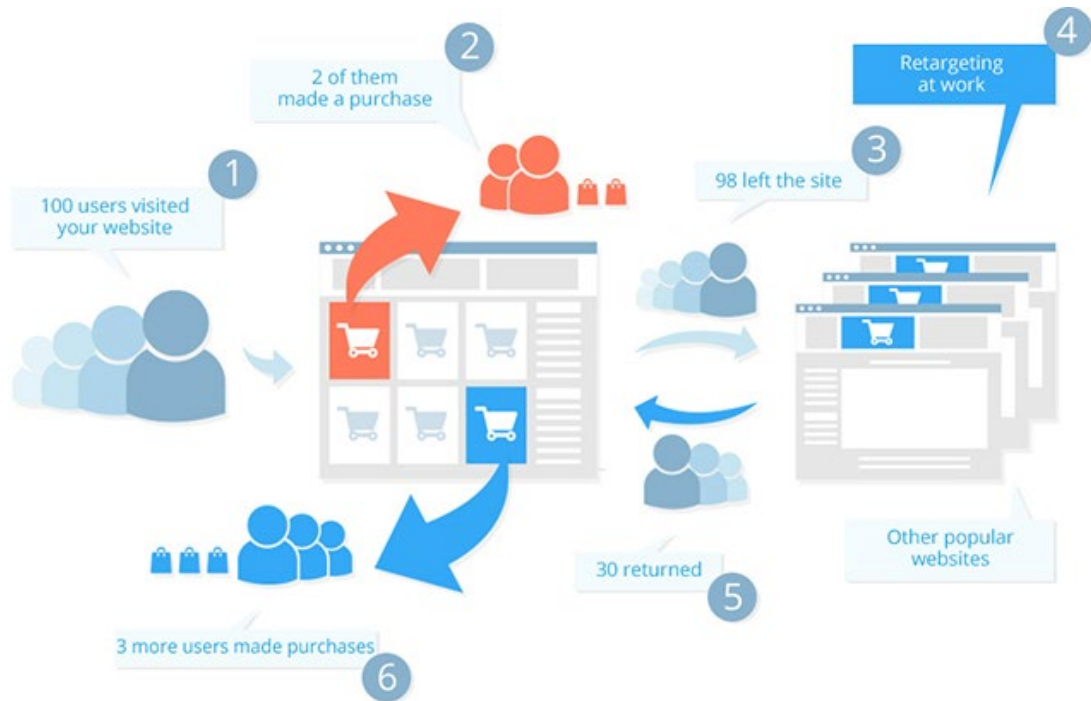 1
100 users visited
your website
2
2 of them
made a purchase
3
98 left the site
4
Retargeting
at work
Other popular
websites
5
30 returned
6
3 more users made purchases